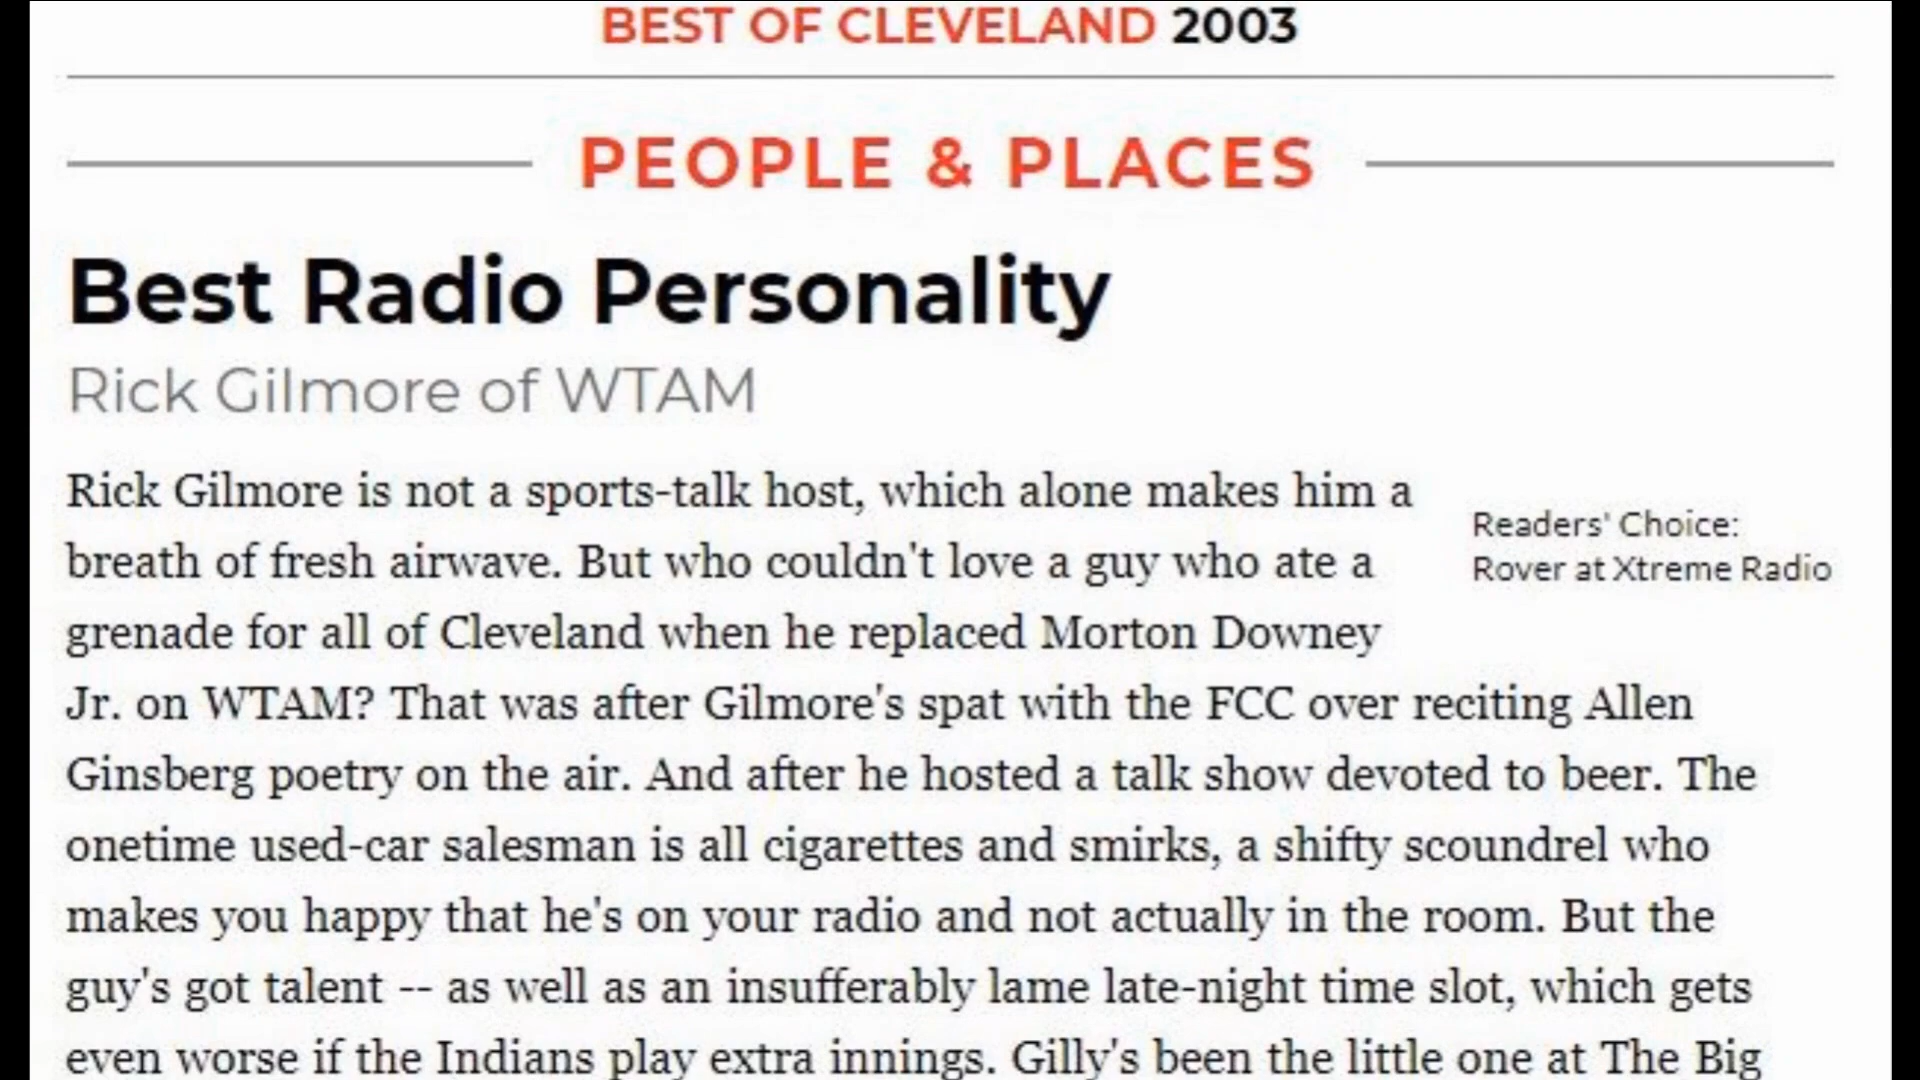 BEST OF CLEVELAND 2003
PEOPLE & PLACES
Best Radio Personality
Rick Gilmore of WTAM
Rick Gilmore is not a sports-talk host, which alone makes him a
breath of fresh airwave. But who couldn't love a guy who ate a
grenade for all of Cleveland when he replaced Morton Downey
Jr. on WTAM? That was after Gilmore's spat with the FCC over reciting Allen
Ginsberg poetry on the air. And after he hosted a talk show devoted to beer. The
onetime used-car salesman is all cigarettes and smirks, a shifty scoundrel who
makes you happy that he's on your radio and not actually in the room. But the
guy's got talent -- as well as an insufferably lame late-night time slot, which gets
even worse if the Indians play extra innings. Gilly's been the little one at The Big
Readers' Choice:
Rover at Xtreme Radio